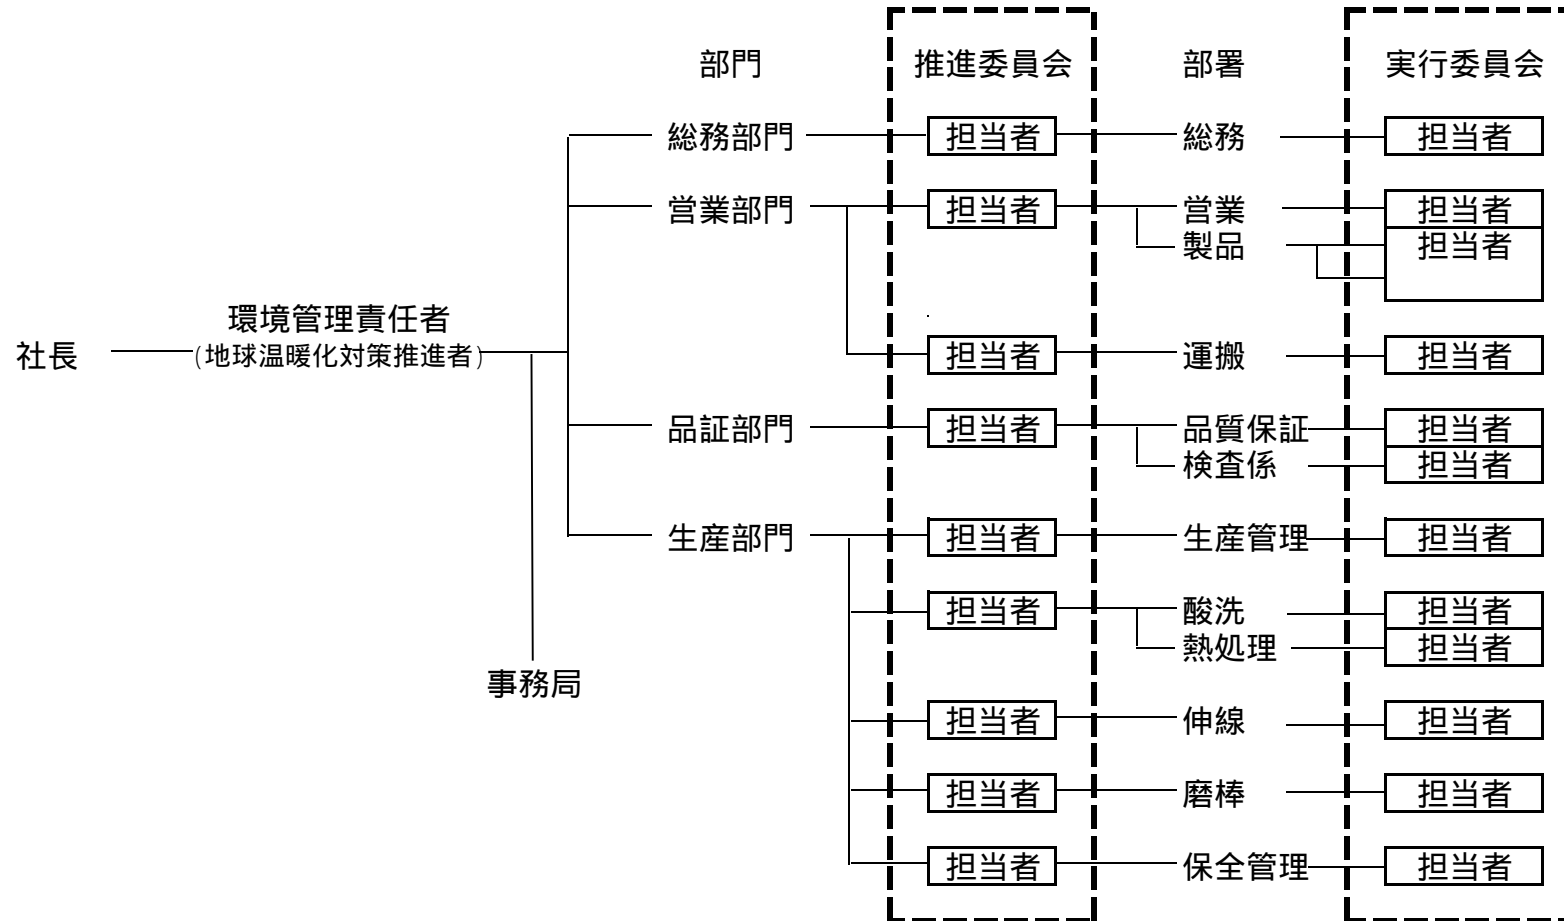 部門 推進委員会 部署 実行委員会
総務部門 担当者 総務 担当者
営業部門 担当者 営業 担当者
製品 担当者
環境管理責任者
社長 (地球温暖化対策推進者) 担当者 運搬 担当者
品証部門 担当者 品質保証 担当者
検査係 担当者
生産部門 担当者 生産管理 担当者
担当者 酸洗 担当者
熱処理 担当者
事務局
担当者 伸線 担当者
担当者 磨棒 担当者
担当者 保全管理 担当者